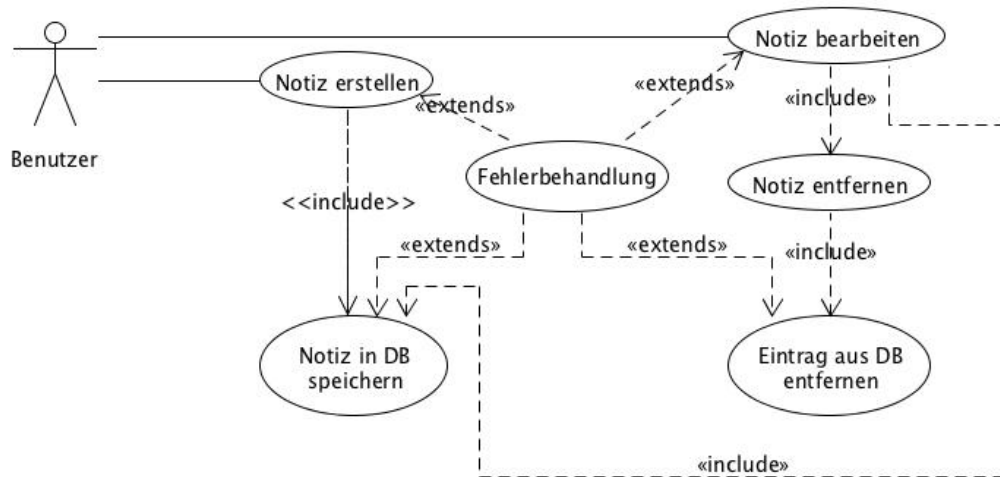 Notiz bearbeiten
Notiz erstellen
«extends»
«extends»
«include»
Benutzer
Fehlerbehandlung
Notiz entfernen
<<include>>
«extends»
«extends»
«include»
Notiz in DB
speichern
Eintrag aus DB
entfernen
«include»